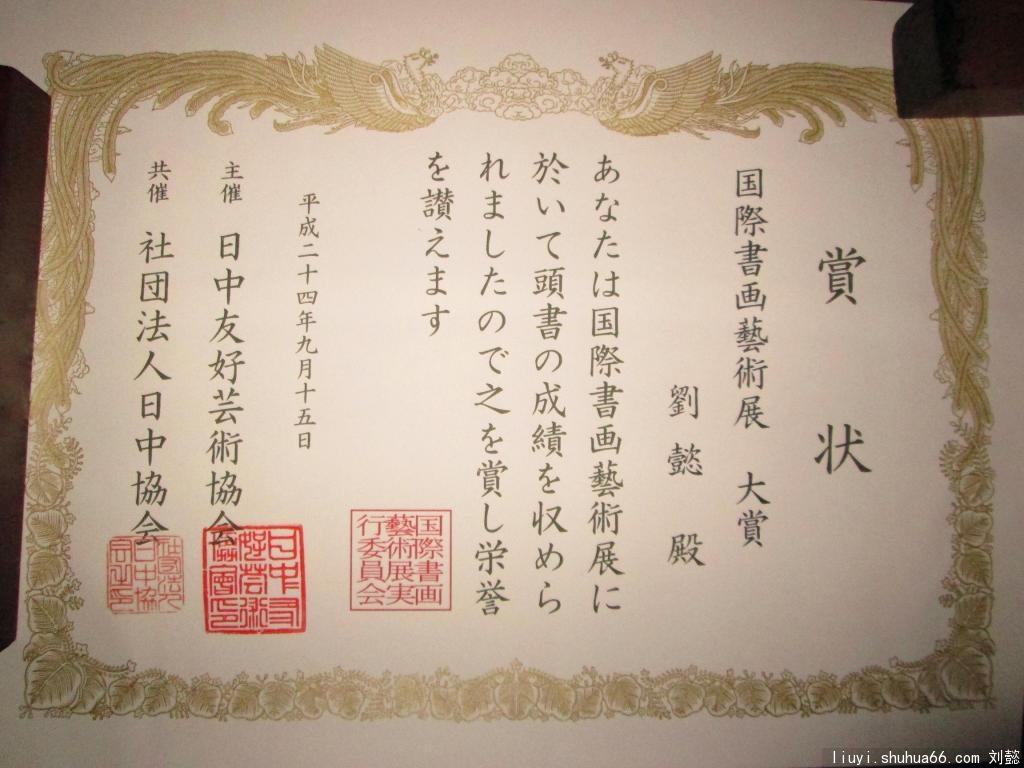 賞状
国際書画藝術展 大賞
劉懿 殿
あなたは国際書画藝術展に
於いて頭書の成績を収めら
れましたので之を賞し栄誉
を讃えます
国際書画
藝術展実
行委員会
平成二十四年九月十五日
主催 日中友好芸術協会
共催 社団法人日中協会
liuyi.shuhua66.com 刘懿